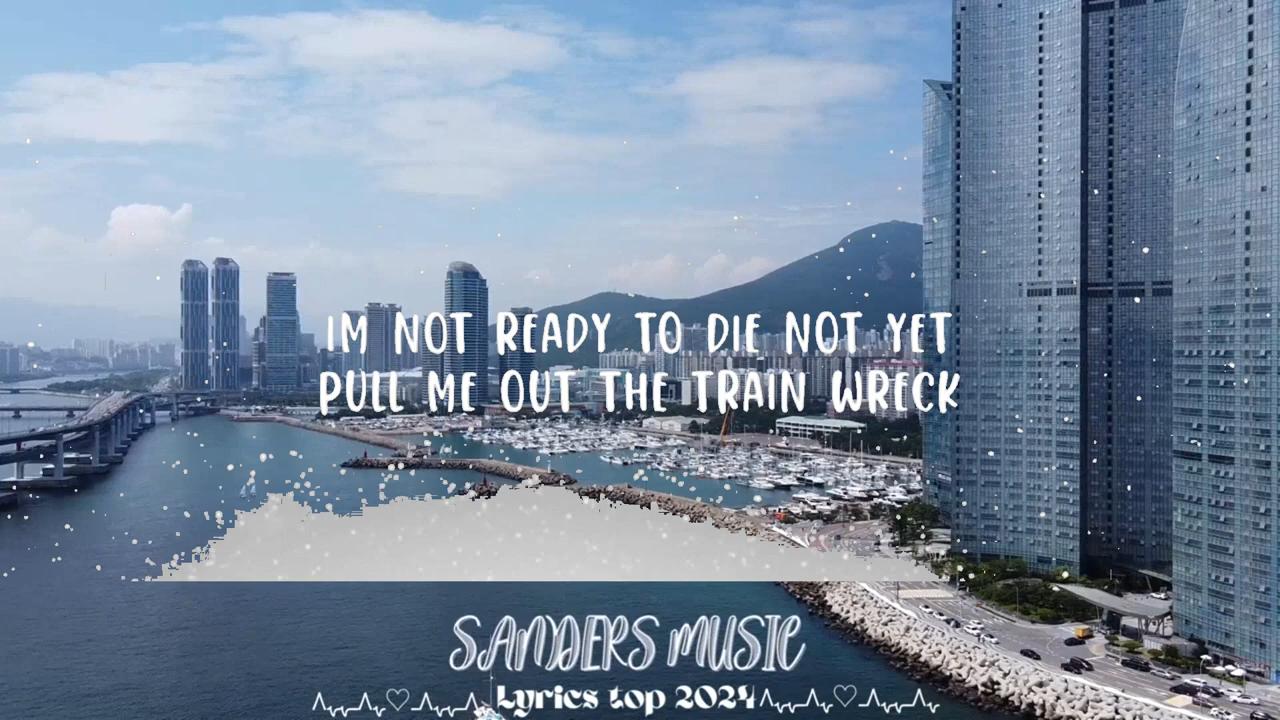 IM NOT READY TO DIE NOT YET
PULL ME OUT THE TRAIN WRECK
SANDERS MUSIC
Lyrics top 2024